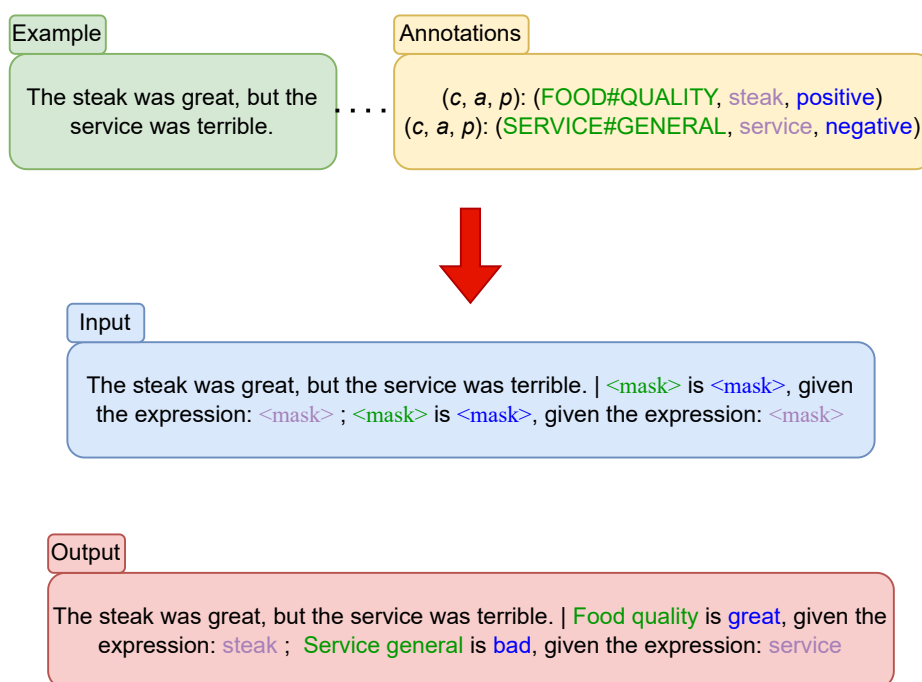 Example
The steak was great, but the
service was terrible.
Annotations
(c, a, p): (FOOD#QUALITY, steak, positive)
(c, a, p): (SERVICE#GENERAL, service, negative)
Input
The steak was great, but the service was terrible. | <mask> is <mask>, given
the expression: <mask> ; <mask> is <mask>, given the expression: <mask>
Output
The steak was great, but the service was terrible. | Food quality is great, given the
expression: steak ; Service general is bad, given the expression: service